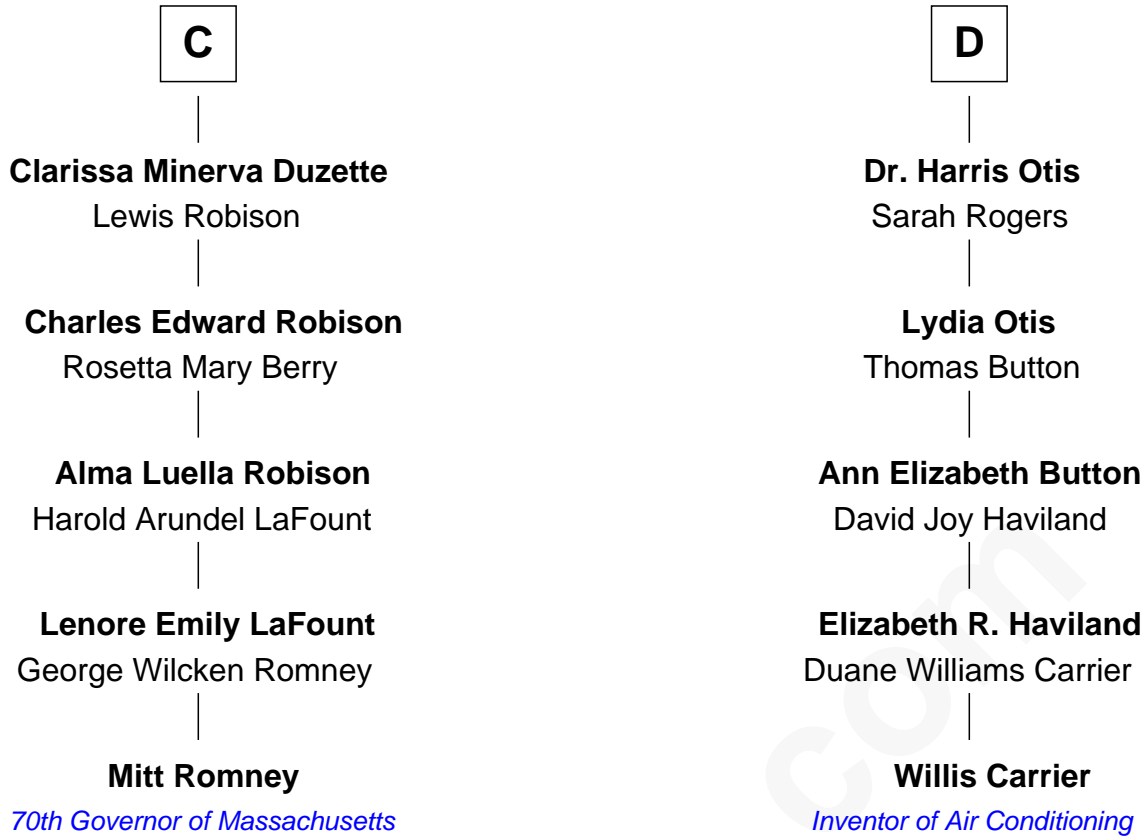 C
Clarissa Minerva Duzette
Lewis Robison
Charles Edward Robison
Rosetta Mary Berry
Alma Luella Robison
Harold Arundel LaFount
Lenore Emily LaFount
George Wilcken Romney
Mitt Romney
70th Governor of Massachusetts
D
Dr. Harris Otis
Sarah Rogers
Lydia Otis
Thomas Button
Ann Elizabeth Button
David Joy Haviland
Elizabeth R. Haviland
Duane Williams Carrier
Willis Carrier
Inventor of Air Conditioning
com